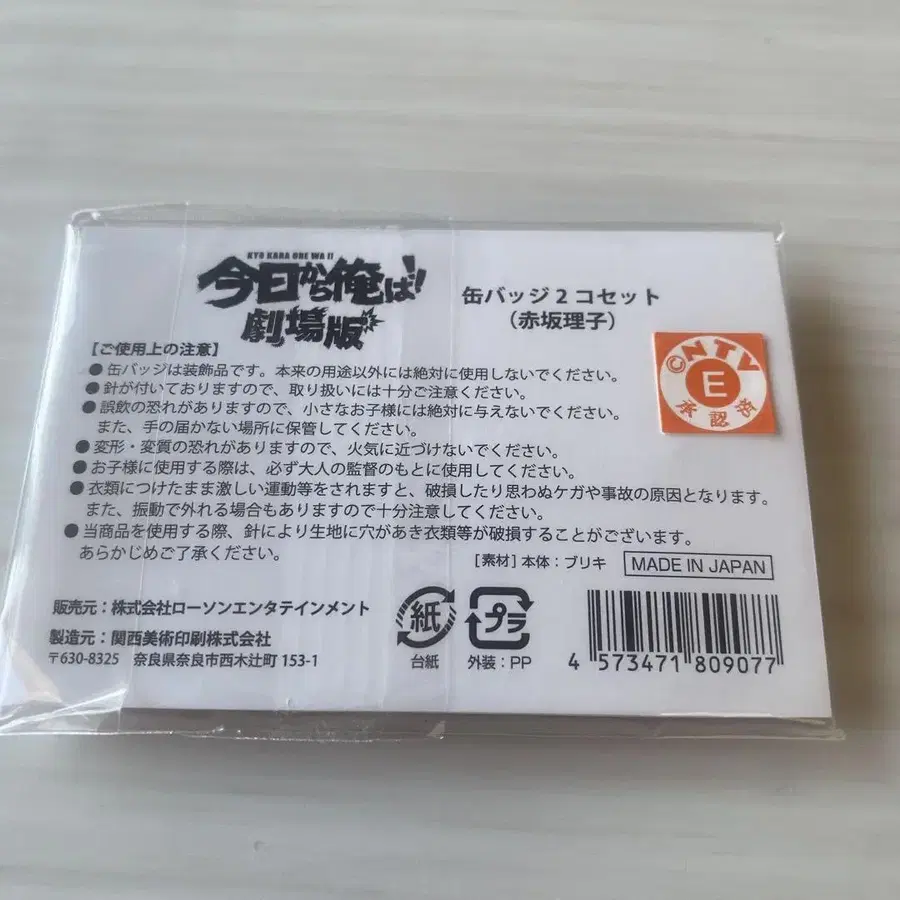 KYO KARA ORE WA !!
今日から俺は!!
劇場版
缶バッジ2コセット
（赤坂理子）
【ご使用上の注意】
●缶バッジは装飾品です。本来の用途以外には絶対に使用しないでください。
●針が付いておりますので、取り扱いには十分ご注意ください。
●誤飲の恐れがありますので、小さなお子様には絶対に与えないでください。
また、手の届かない場所に保管してください。
●変形・変質の恐れがありますので、火気に近づけないでください。
●お子様に使用する際は、必ず大人の監督のもとに使用してください。
●衣類につけたまま激しい運動等をされますと、破損したり思わぬケガや事故の原因となります。
また、振動で外れる場合もありますので十分注意してください。
●当商品を使用する際、針により生地に穴があき衣類等が破損することがございます。
あらかじめご了承ください。
©NTV
E
承認済
［素材］本体：ブリキ
MADE IN JAPAN
販売元：株式会社ローソンエンタテインメント
製造元：関西美術印刷株式会社
〒630-8325 奈良県奈良市西木辻町 153-1
紙
台紙
プラ
外装：PP
4 573471 809077